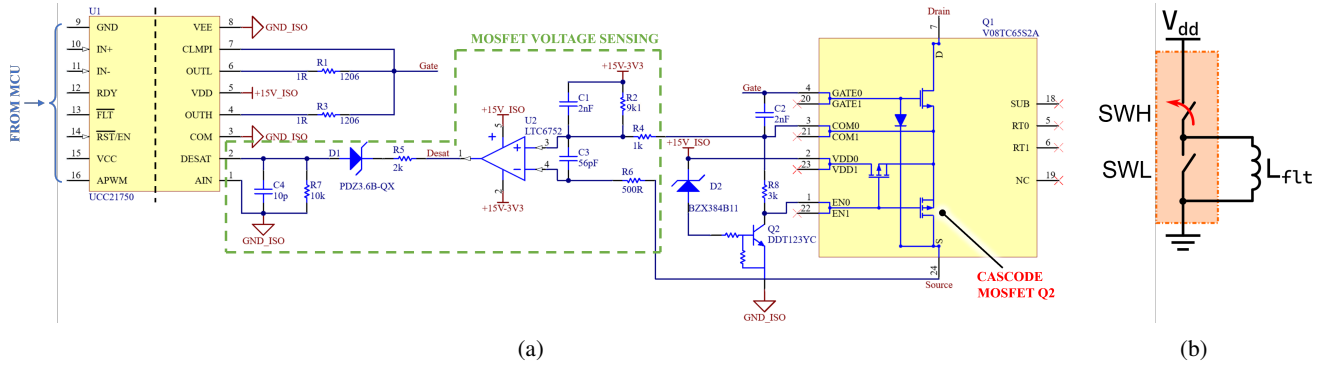 U1
9 GND
10 IN+
11 IN-
12 RDY
13 FLT
14 RST/EN
15 VCC
16 APWM
UCC21750
FROM MCU
VEE 8 GND_ISO
CLMPI 7
OUTL 6
VDD 5 +15V_ISO
OUTH 4
COM 3 GND_ISO
DESAT 2
AIN 1
R1
1R 1206
R3
1R 1206
Gate
MOSFET VOLTAGE SENSING
C4
10p
R7
10k
GND_ISO
D1
PDZ3.6B-QX
R5
2k
Desat
+15V_ISO
U2
LTC6752
1
5
3
4
2
+
+
−
+15V-3V3
+15V-3V3
C1
2nF
R2
9k1
C3
56pF
R4
1k
R6
500R
+15V_ISO
D2
BZX384B11
Gate
C2
2nF
R8
3k
Q2
DDT123YC
GND_ISO
Drain
7
D
Q1
V08TC65S2A
4 GATE0
20 GATE1
3 COM0
21 COM1
2 VDD0
23 VDD1
1 EN0
22 EN1
SUB 18
RT0 5
RT1 6
NC 19
S
24
Source
CASCODE
MOSFET Q2
(a)
Vdd
SWH
SWL
Lflt
(b)